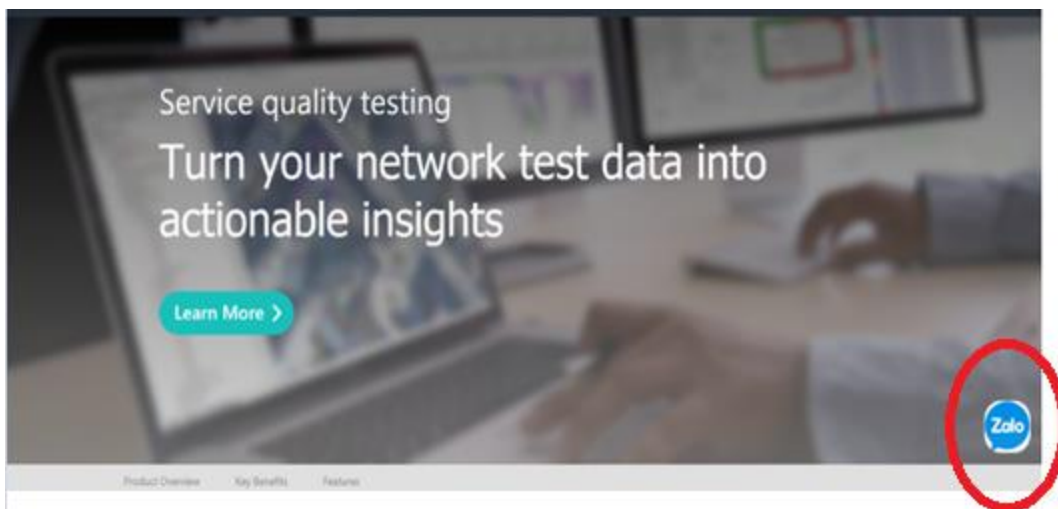 Service quality testing
Turn your network test data into
actionable insights
Learn More
Zalo
Product Overview Key Benefits Features